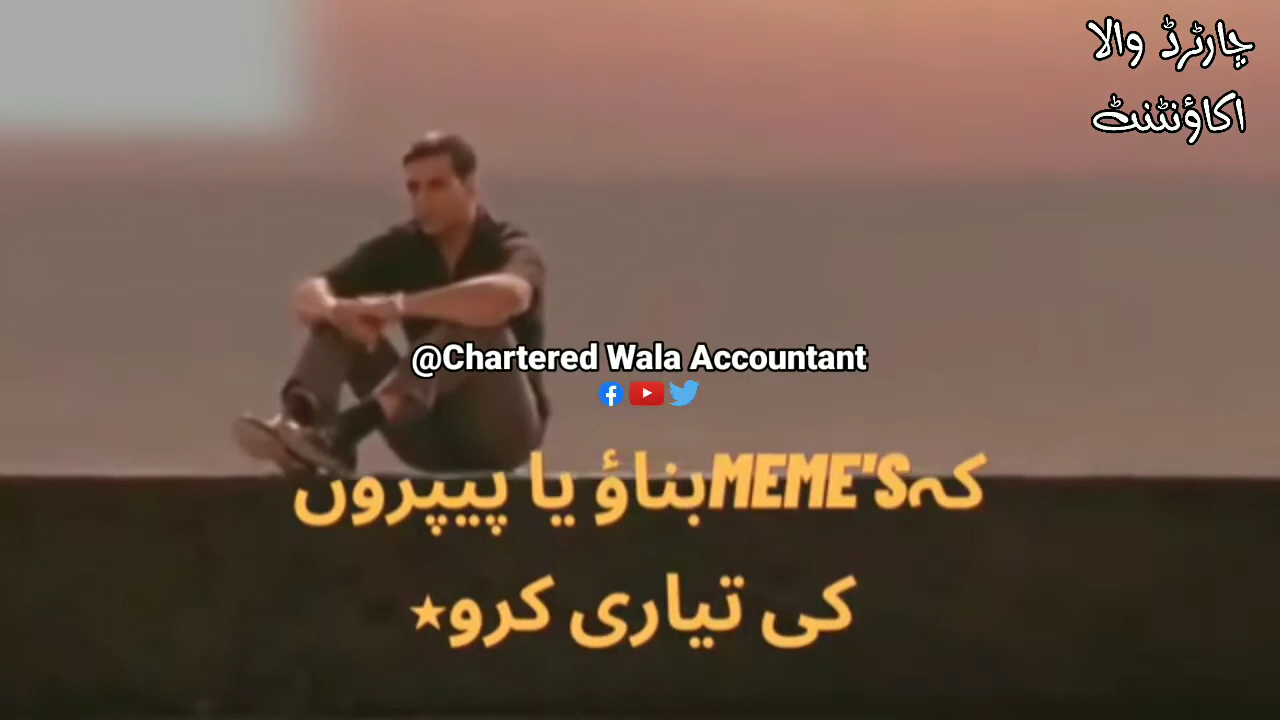 چارٹرڈ والا
اکاؤنٹنٹ
@Chartered Wala Accountant
کہMEME'Sبناؤ یا پیپروں
کی تیاری کرو★